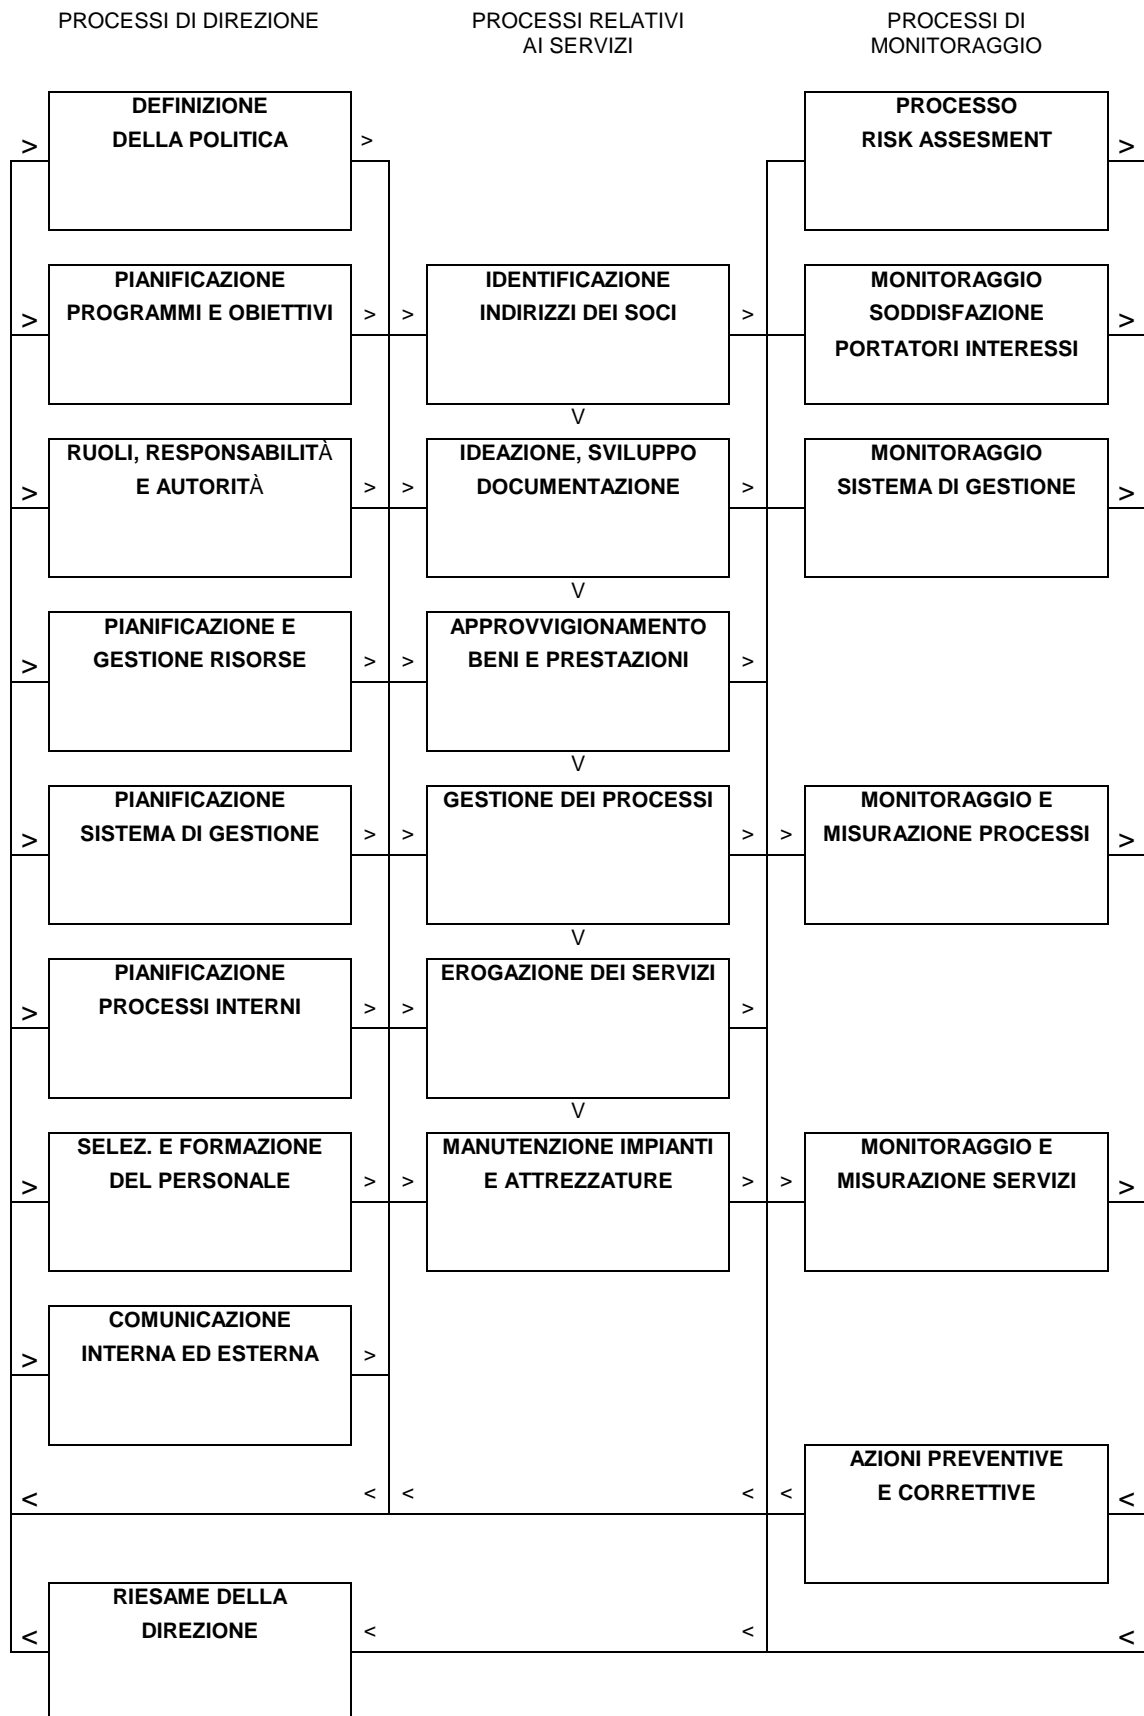 PROCESSI DI DIREZIONE
PROCESSI RELATIVI
AI SERVIZI
PROCESSI DI
MONITORAGGIO
DEFINIZIONE
DELLA POLITICA
PROCESSO
RISK ASSESMENT
> > >
PIANIFICAZIONE
PROGRAMMI E OBIETTIVI
IDENTIFICAZIONE
INDIRIZZI DEI SOCI
MONITORAGGIO
SODDISFAZIONE
PORTATORI INTERESSI
> > > > >
V
RUOLI, RESPONSABILITÀ
E AUTORITÀ
IDEAZIONE, SVILUPPO
DOCUMENTAZIONE
MONITORAGGIO
SISTEMA DI GESTIONE
> > > > >
V
PIANIFICAZIONE E
GESTIONE RISORSE
APPROVVIGIONAMENTO
BENI E PRESTAZIONI
> > > >
V
PIANIFICAZIONE
SISTEMA DI GESTIONE
GESTIONE DEI PROCESSI
MONITORAGGIO E
MISURAZIONE PROCESSI
> > > > > >
V
PIANIFICAZIONE
PROCESSI INTERNI
EROGAZIONE DEI SERVIZI
> > > >
V
SELEZ. E FORMAZIONE
DEL PERSONALE
MANUTENZIONE IMPIANTI
E ATTREZZATURE
MONITORAGGIO E
MISURAZIONE SERVIZI
> > > > > >
COMUNICAZIONE
INTERNA ED ESTERNA
> >
AZIONI PREVENTIVE
E CORRETTIVE
< < < < < <
RIESAME DELLA
DIREZIONE
< < < <